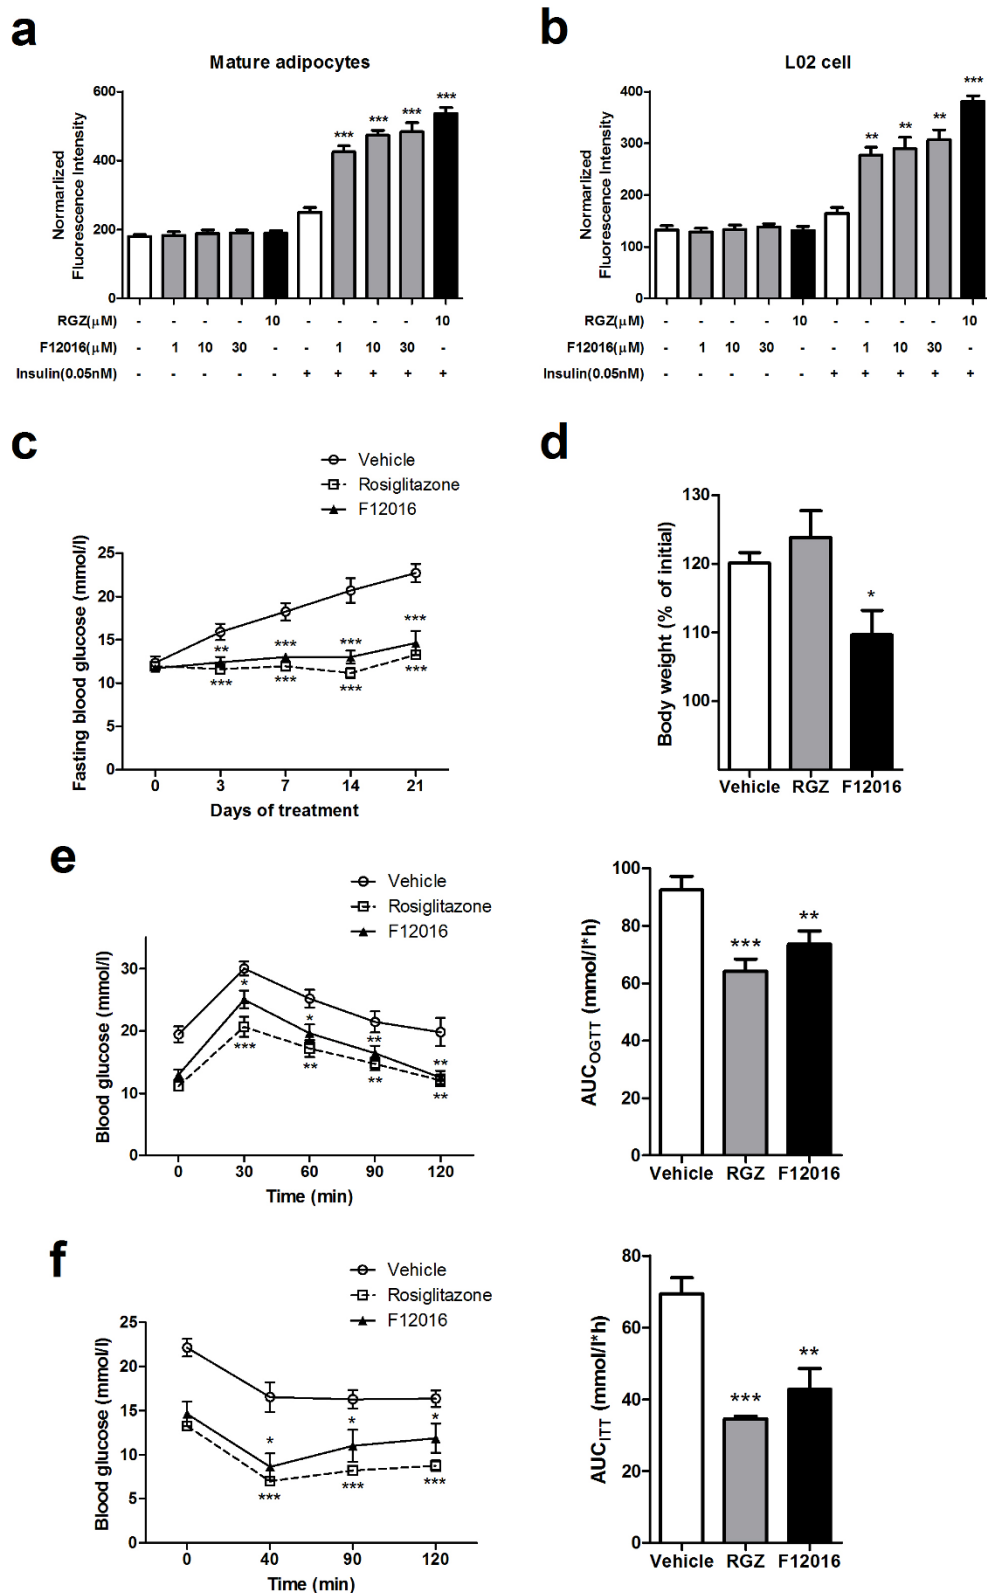 a
Mature adipocytes
Normarlized
Fluorescence Intensity
600
400
200
0
*** *** *** ***
RGZ(μM) - - - - 10 - - - - 10
F12016(μM) - 1 10 30 - - 1 10 30 -
Insulin(0.05nM) - - - - - + + + + +
b
L02 cell
Normarlized
Fluorescence Intensity
400
300
200
100
0
** ** ** ***
RGZ(μM) - - - - 10 - - - - 10
F12016(μM) - 1 10 30 - - 1 10 30 -
Insulin(0.05nM) - - - - - + + + + +
c
Vehicle
Rosiglitazone
F12016
Fasting blood glucose (mmol/l)
25
20
15
10
5
0
** *** *** ***
*** *** *** ***
0 3 7 14 21
Days of treatment
d
Body weight (% of initial)
130
120
110
100
*
Vehicle RGZ F12016
e
Vehicle
Rosiglitazone
F12016
Blood glucose (mmol/l)
30
20
10
0
* * ** **
*** ** ** **
0 30 60 90 120
Time (min)
AUCOGTT (mmol/l*h)
100
80
60
40
20
0
*** **
Vehicle RGZ F12016
f
Vehicle
Rosiglitazone
F12016
Blood glucose (mmol/l)
25
20
15
10
5
0
* * *
*** *** ***
0 40 90 120
Time (min)
AUCITT (mmol/l*h)
80
60
40
20
0
*** **
Vehicle RGZ F12016